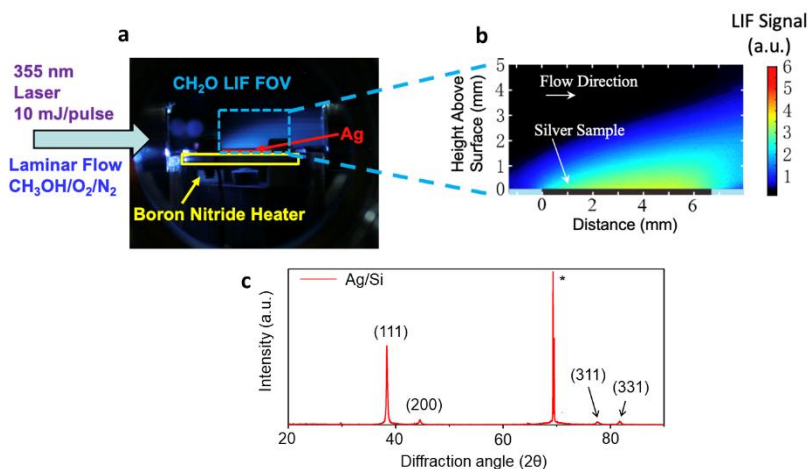 a
355 nm
Laser
10 mJ/pulse
Laminar Flow
CH₃OH/O₂/N₂
CH₂O LIF FOV
Ag
Boron Nitride Heater
b
LIF Signal
(a.u.)
Height Above
Surface (mm)
5
4
3
2
1
0
Flow Direction
Silver Sample
0
2
4
6
Distance (mm)
6
5
4
3
2
1
0
c
Intensity (a.u.)
Ag/Si
(111)
(200)
*
(311)
(331)
20
40
60
80
Diffraction angle (2θ)